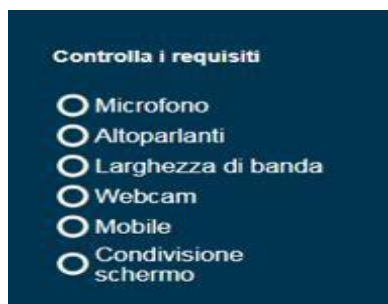 Controlla i requisiti
Microfono
Altoparlanti
Larghezza di banda
Webcam
Mobile
Condivisione
schermo